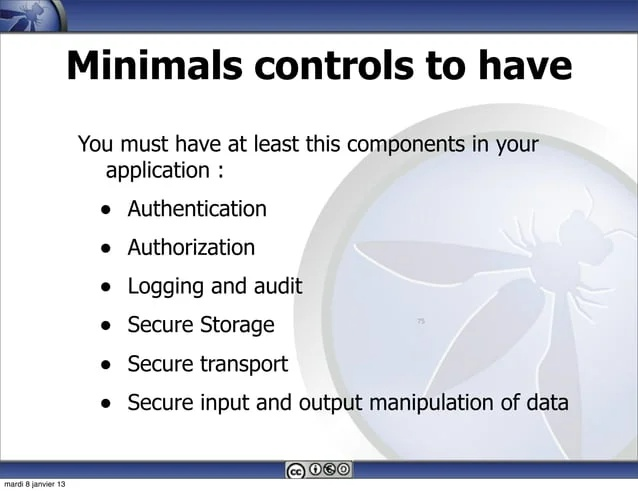 Minimals controls to have
You must have at least this components in your
application :
• Authentication
• Authorization
• Logging and audit
75
• Secure Storage
• Secure transport
• Secure input and output manipulation of data
cc
mardi 8 janvier 13